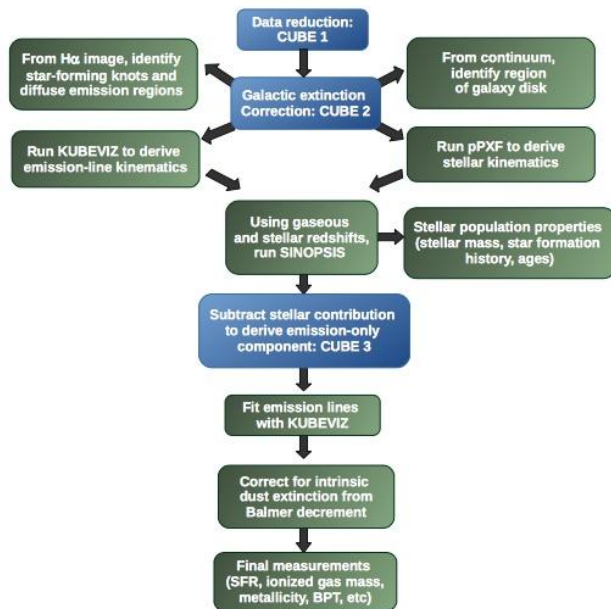 Data reduction:
CUBE 1
From Hα image, identify
star-forming knots and
diffuse emission regions
From continuum,
identify region
of galaxy disk
Galactic extinction
Correction: CUBE 2
Run KUBEVIZ to derive
emission-line kinematics
Run pPXF to derive
stellar kinematics
Using gaseous
and stellar redshifts,
run SINOPSIS
Stellar population properties
(stellar mass, star formation
history, ages)
Subtract stellar contribution
to derive emission-only
component: CUBE 3
Fit emission lines
with KUBEVIZ
Correct for intrinsic
dust extinction from
Balmer decrement
Final measurements
(SFR, ionized gas mass,
metallicity, BPT, etc)